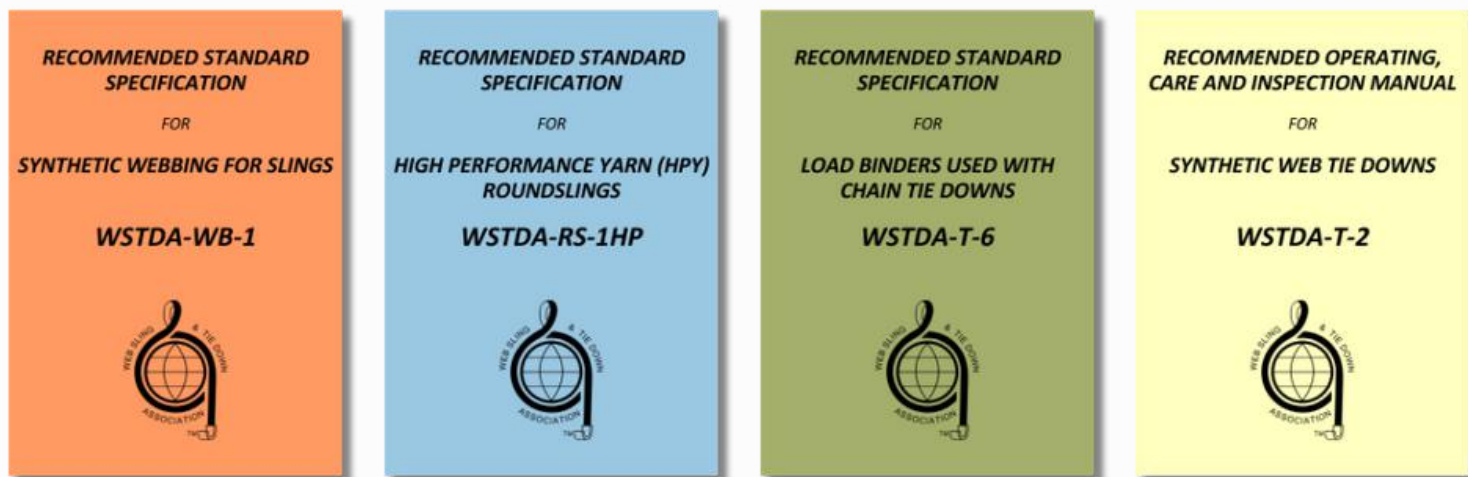 RECOMMENDED STANDARD
SPECIFICATION
FOR
SYNTHETIC WEBBING FOR SLINGS
WSTDA-WB-1
WEB SLING & TIE DOWN
ASSOCIATION
TM
RECOMMENDED STANDARD
SPECIFICATION
FOR
HIGH PERFORMANCE YARN (HPY)
ROUNDSLINGS
WSTDA-RS-1HP
WEB SLING & TIE DOWN
ASSOCIATION
TM
RECOMMENDED STANDARD
SPECIFICATION
FOR
LOAD BINDERS USED WITH
CHAIN TIE DOWNS
WSTDA-T-6
WEB SLING & TIE DOWN
ASSOCIATION
TM
RECOMMENDED OPERATING,
CARE AND INSPECTION MANUAL
FOR
SYNTHETIC WEB TIE DOWNS
WSTDA-T-2
WEB SLING & TIE DOWN
ASSOCIATION
TM